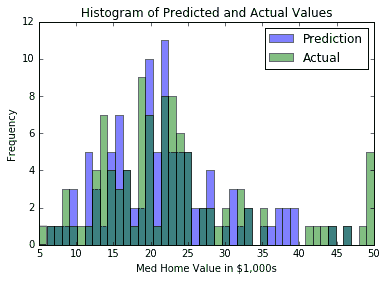 Histogram of Predicted and Actual Values
12
10
8
6
4
2
0
Frequency
Prediction
Actual
5 10 15 20 25 30 35 40 45 50
Med Home Value in $1,000s